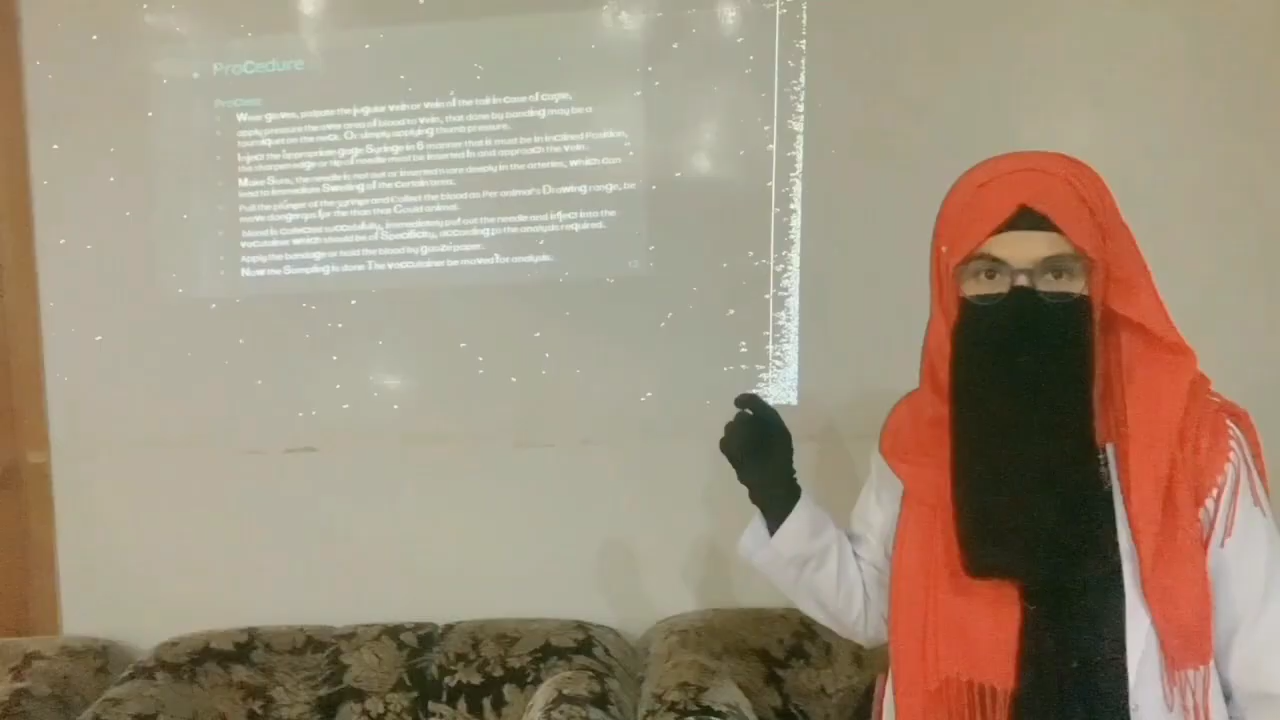 Procedure
Process
Wear gloves, palpate the jugular vein or vein of the tail in case of cage,
apply pressure the over area of blood to vein, that done by banding may be a
tourniquet on the neck. Or simply applying thumb pressure.
Inject the appropriate gage Syringe in 6 manner that it must be in inclined Position,
the sharpen edge or tip of needle must be inserted in and approach the vein.
Make Sure, the needle is not out or inserted more deeply in the arteries, which can
lead to immediate Swelling of the certain area.
Pull the plunger of the syringe and Collect the blood as Per animal's Drawing range, be
move dangerous for the than that Could animal.
blood is collected successfully, immediately put out the needle and inject into the
vacutainer which should be of Specificity, according to the analysis required.
Apply the bandage or hold the blood by gauze paper.
Now the Sampling is done The vacutainer be moved for analysis.